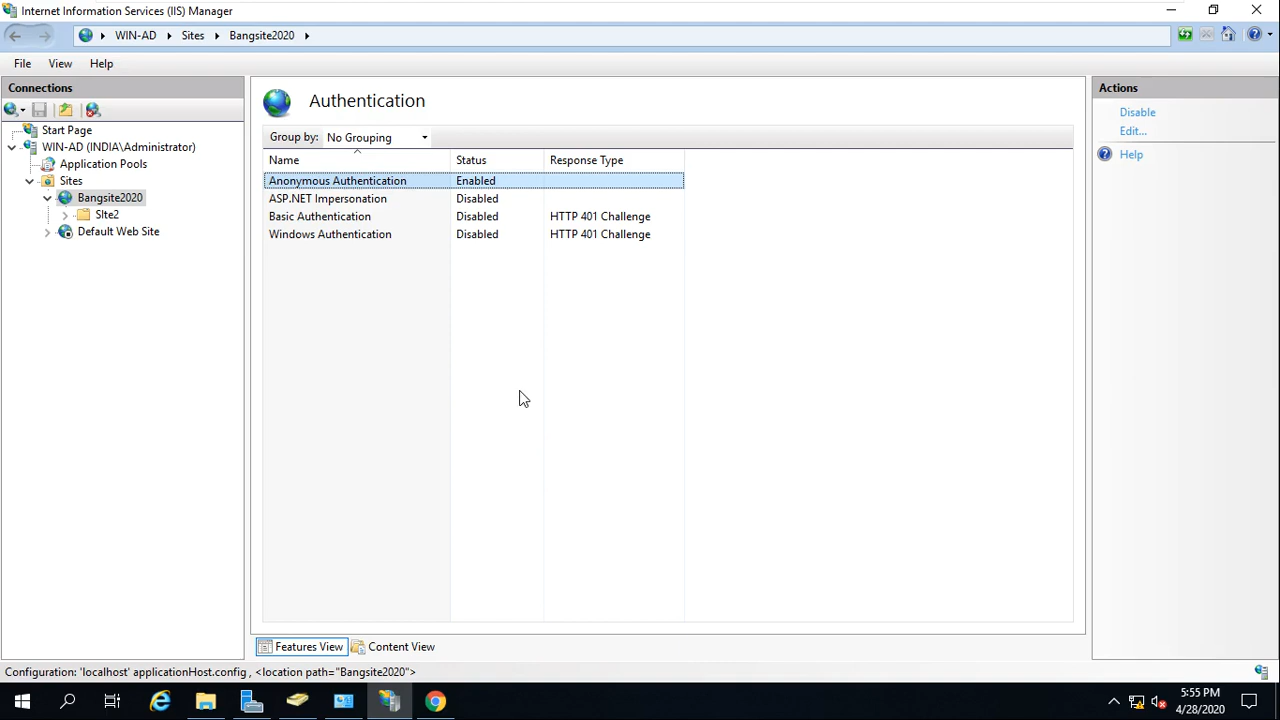 Internet Information Services (IIS) Manager
WIN-AD Sites Bangsite2020
File View Help
Connections
Start Page
WIN-AD (INDIA\Administrator)
Application Pools
Sites
Bangsite2020
SIte2
Default Web Site
Authentication
Group by: No Grouping
Name Status Response Type
Anonymous Authentication Enabled
ASP.NET Impersonation Disabled
Basic Authentication Disabled HTTP 401 Challenge
Windows Authentication Disabled HTTP 401 Challenge
Features View Content View
Actions
Disable
Edit...
Help
Configuration: 'localhost' applicationHost.config , <location path="Bangsite2020">
5:55 PM
4/28/2020